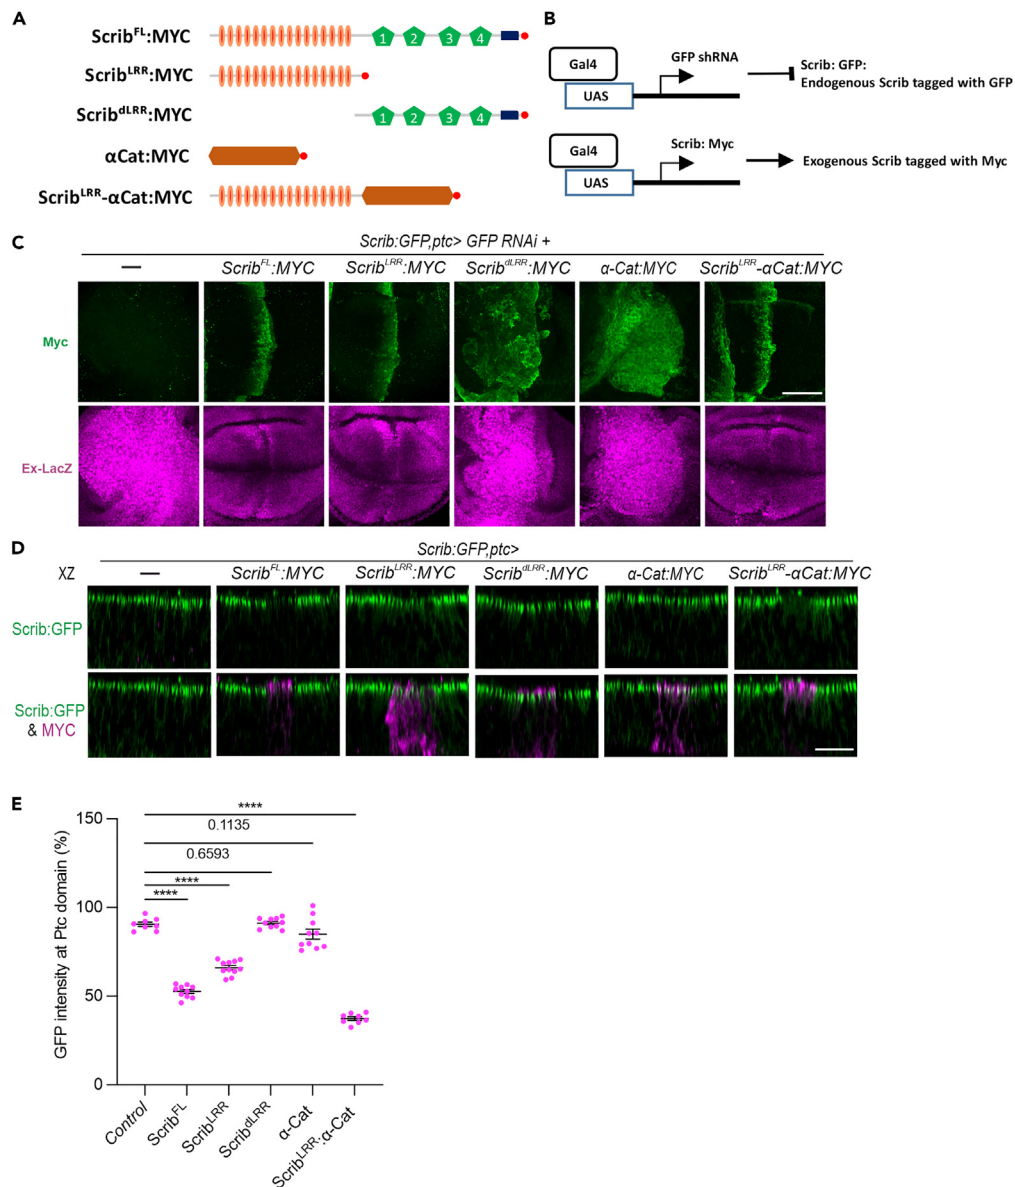 A
Scrib^FL:MYC
1 2 3 4
Scrib^LRR:MYC
Scrib^dLRR:MYC
1 2 3 4
αCat:MYC
Scrib^LRR-αCat:MYC
B
Gal4
UAS
GFP shRNA
Scrib: GFP:
Endogenous Scrib tagged with GFP
Gal4
UAS
Scrib: Myc
Exogenous Scrib tagged with Myc
C
Scrib:GFP,ptc> GFP RNAi +
— Scrib^FL:MYC Scrib^LRR:MYC Scrib^dLRR:MYC α-Cat:MYC Scrib^LRR-αCat:MYC
Myc
Ex-LacZ
D
Scrib:GFP,ptc>
XZ — Scrib^FL:MYC Scrib^LRR:MYC Scrib^dLRR:MYC α-Cat:MYC Scrib^LRR-αCat:MYC
Scrib:GFP
Scrib:GFP
& MYC
E
GFP intensity at Ptc domain (%)
150
100
50
0
****
0.1135
0.6593
****
****
Control
Scrib^FL
Scrib^LRR
Scrib^dLRR
α-Cat
Scrib^LRR:α-Cat